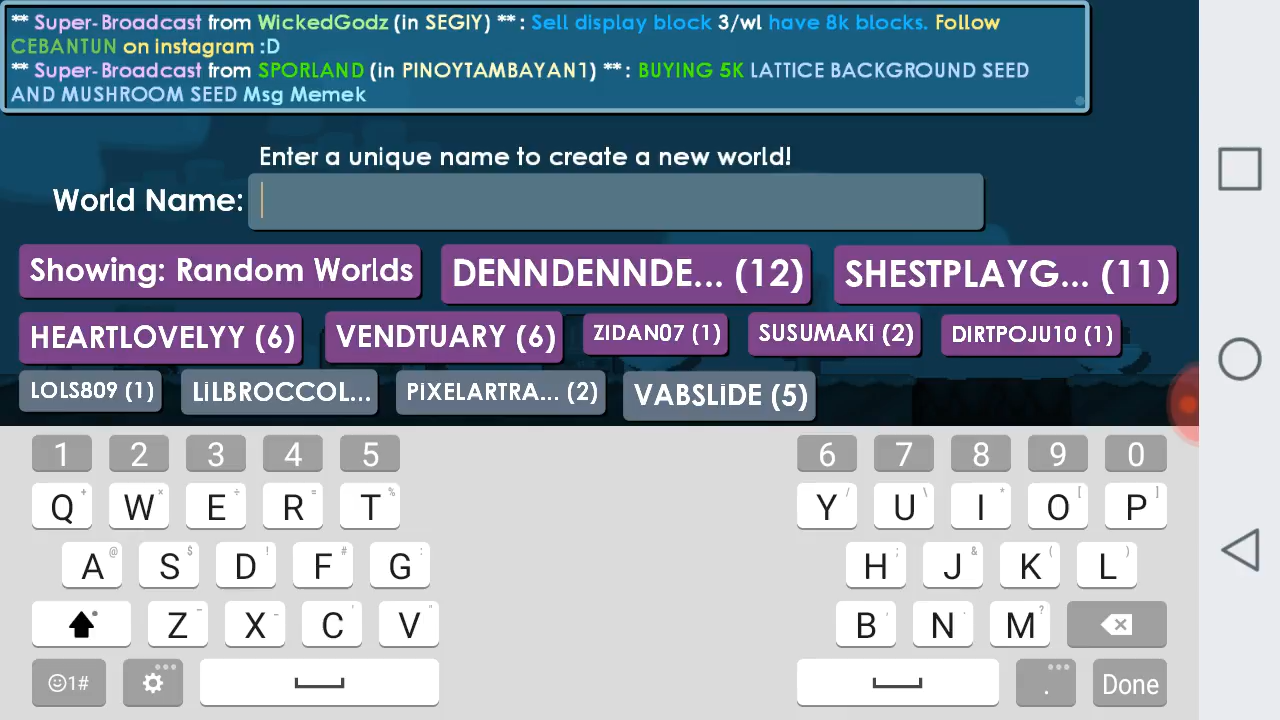 ** Super-Broadcast from WickedGodz (in SEGIY) ** : Sell display block 3/wl have 8k blocks. Follow
CEBANTUN on instagram :D
** Super-Broadcast from SPORLAND (in PINOYTAMBAYAN1) ** : BUYING 5K LATTICE BACKGROUND SEED
AND MUSHROOM SEED Msg Memek
Enter a unique name to create a new world!
World Name:
Showing: Random Worlds DENNDENNDE... (12) SHESTPLAYG... (11)
HEARTLOVELYY (6) VENDTUARY (6) ZiDAN07 (1) SUSUMAKi (2) DiRTPOJU10 (1)
LOLS809 (1) LiLBROCCOL... PiXELARTRA... (2) VABSLiDE (5)
1 2 3 4 5 6 7 8 9 0
Q + W × E ÷ R = T % Y / U \ I * O [ P ]
A @ S $ D ! F # G : H ; J & K ( L )
Z - X _ C ' V " B , N . M ?
☺1# . Done